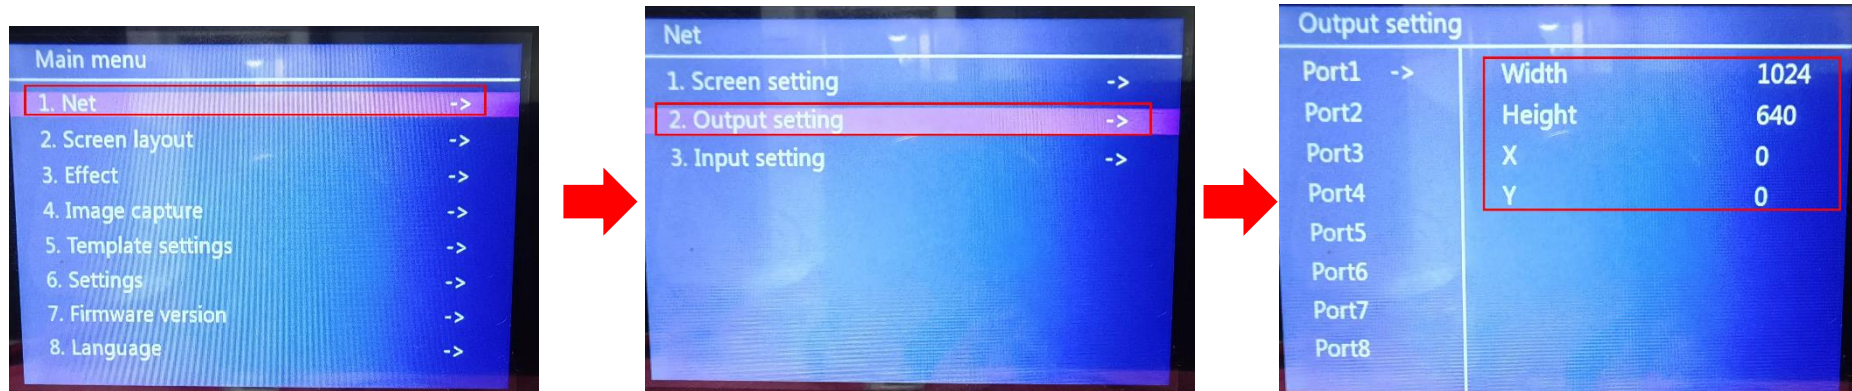 Main menu
1. Net ->
2. Screen layout ->
3. Effect ->
4. Image capture ->
5. Template settings ->
6. Settings ->
7. Firmware version ->
8. Language ->
Net
1. Screen setting ->
2. Output setting ->
3. Input setting ->
Output setting
Port1 ->
Port2
Port3
Port4
Port5
Port6
Port7
Port8
Width 1024
Height 640
X 0
Y 0